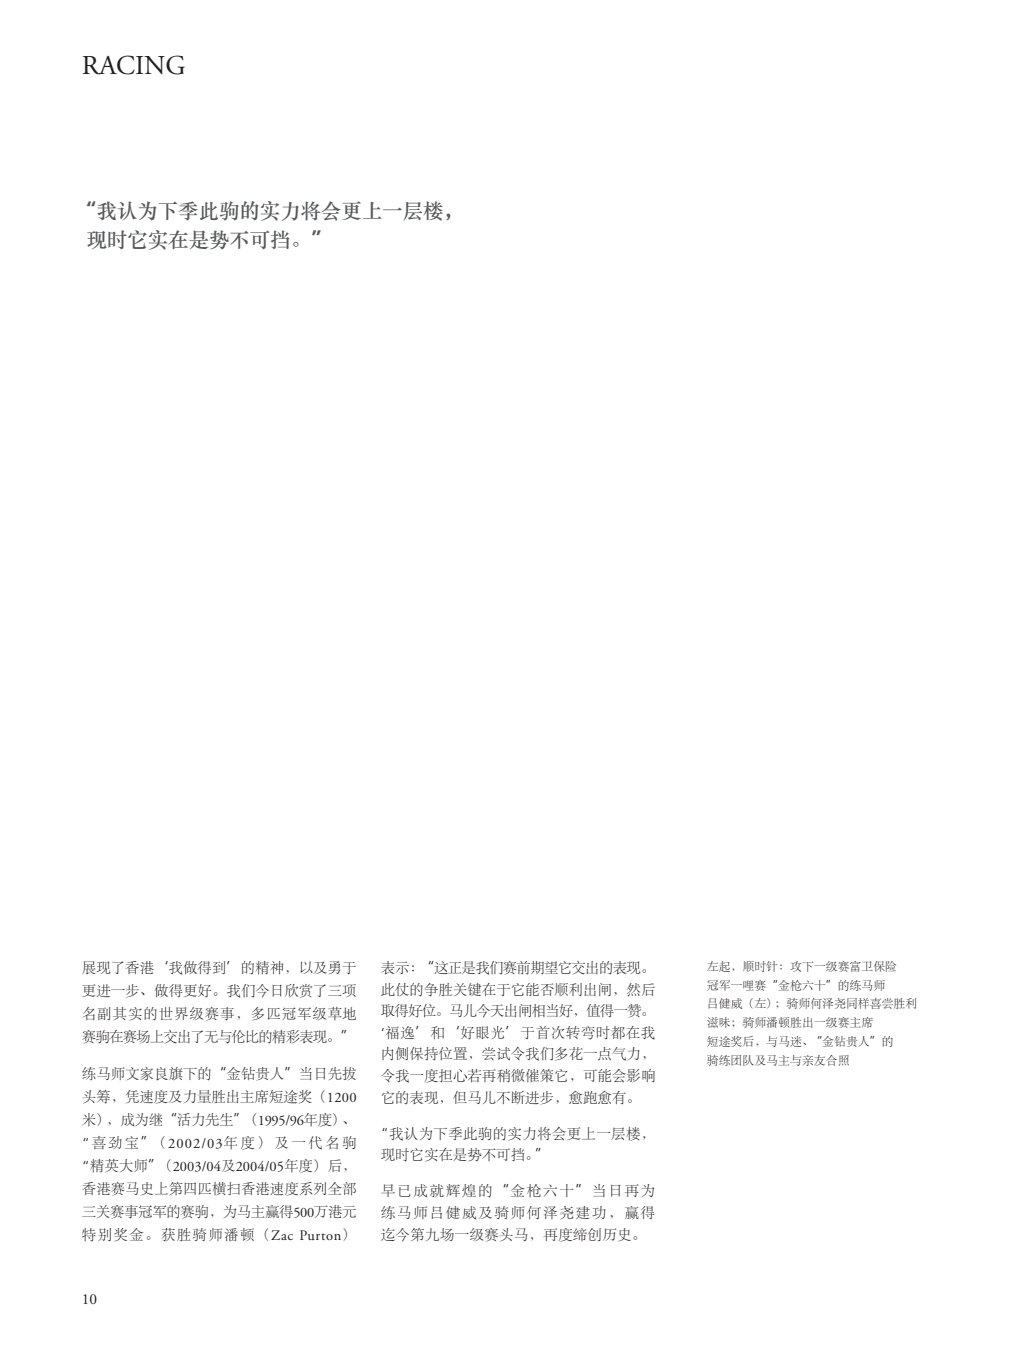 RACING
“我认为下季此驹的实力将会更上一层楼，
现时它实在是势不可挡。”
展现了香港‘我做得到’的精神，以及勇于
更进一步、做得更好。我们今日欣赏了三项
名副其实的世界级赛事，多匹冠军级草地
赛驹在赛场上交出了无与伦比的精彩表现。”
练马师文家良旗下的“金钻贵人”当日先拔
头筹，凭速度及力量胜出主席短途奖（1200
米），成为继“活力先生”（1995/96年度）、
“喜劲宝”（2002/03年度）及一代名驹
“精英大师”（2003/04及2004/05年度）后，
香港赛马史上第四匹横扫香港速度系列全部
三关赛事冠军的赛驹，为马主赢得500万港元
特别奖金。获胜骑师潘顿（Zac Purton）
表示：“这正是我们赛前期望它交出的表现。
此仗的争胜关键在于它能否顺利出闸，然后
取得好位。马儿今天出闸相当好，值得一赞。
‘福逸’和‘好眼光’于首次转弯时都在我
内侧保持位置，尝试令我们多花一点气力，
令我一度担心若再稍微催策它，可能会影响
它的表现，但马儿不断进步，愈跑愈有。
“我认为下季此驹的实力将会更上一层楼，
现时它实在是势不可挡。”
早已成就辉煌的“金枪六十”当日再为
练马师吕健威及骑师何泽尧建功，赢得
迄今第九场一级赛头马，再度缔创历史。
左起，顺时针：攻下一级赛富卫保险
冠军一哩赛“金枪六十”的练马师
吕健威（左）；骑师何泽尧同样喜尝胜利
滋味；骑师潘顿胜出一级赛主席
短途奖后，与马迷、“金钻贵人”的
骑练团队及马主与亲友合照
10